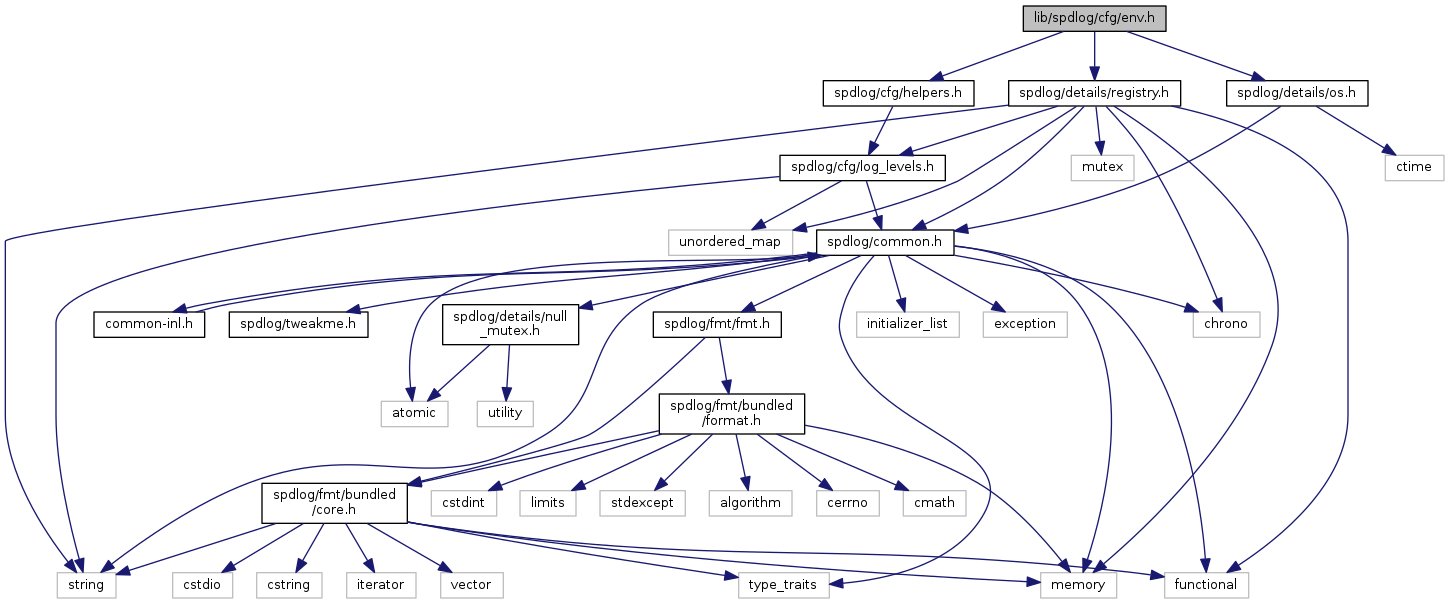 lib/spdlog/cfg/env.h
spdlog/cfg/helpers.h
spdlog/details/registry.h
spdlog/details/os.h
spdlog/cfg/log_levels.h
mutex
ctime
unordered_map
spdlog/common.h
common-inl.h
spdlog/tweakme.h
spdlog/details/null
_mutex.h
spdlog/fmt/fmt.h
initializer_list
exception
chrono
atomic
utility
spdlog/fmt/bundled
/format.h
spdlog/fmt/bundled
/core.h
cstdint
limits
stdexcept
algorithm
cerrno
cmath
string
cstdio
cstring
iterator
vector
type_traits
memory
functional